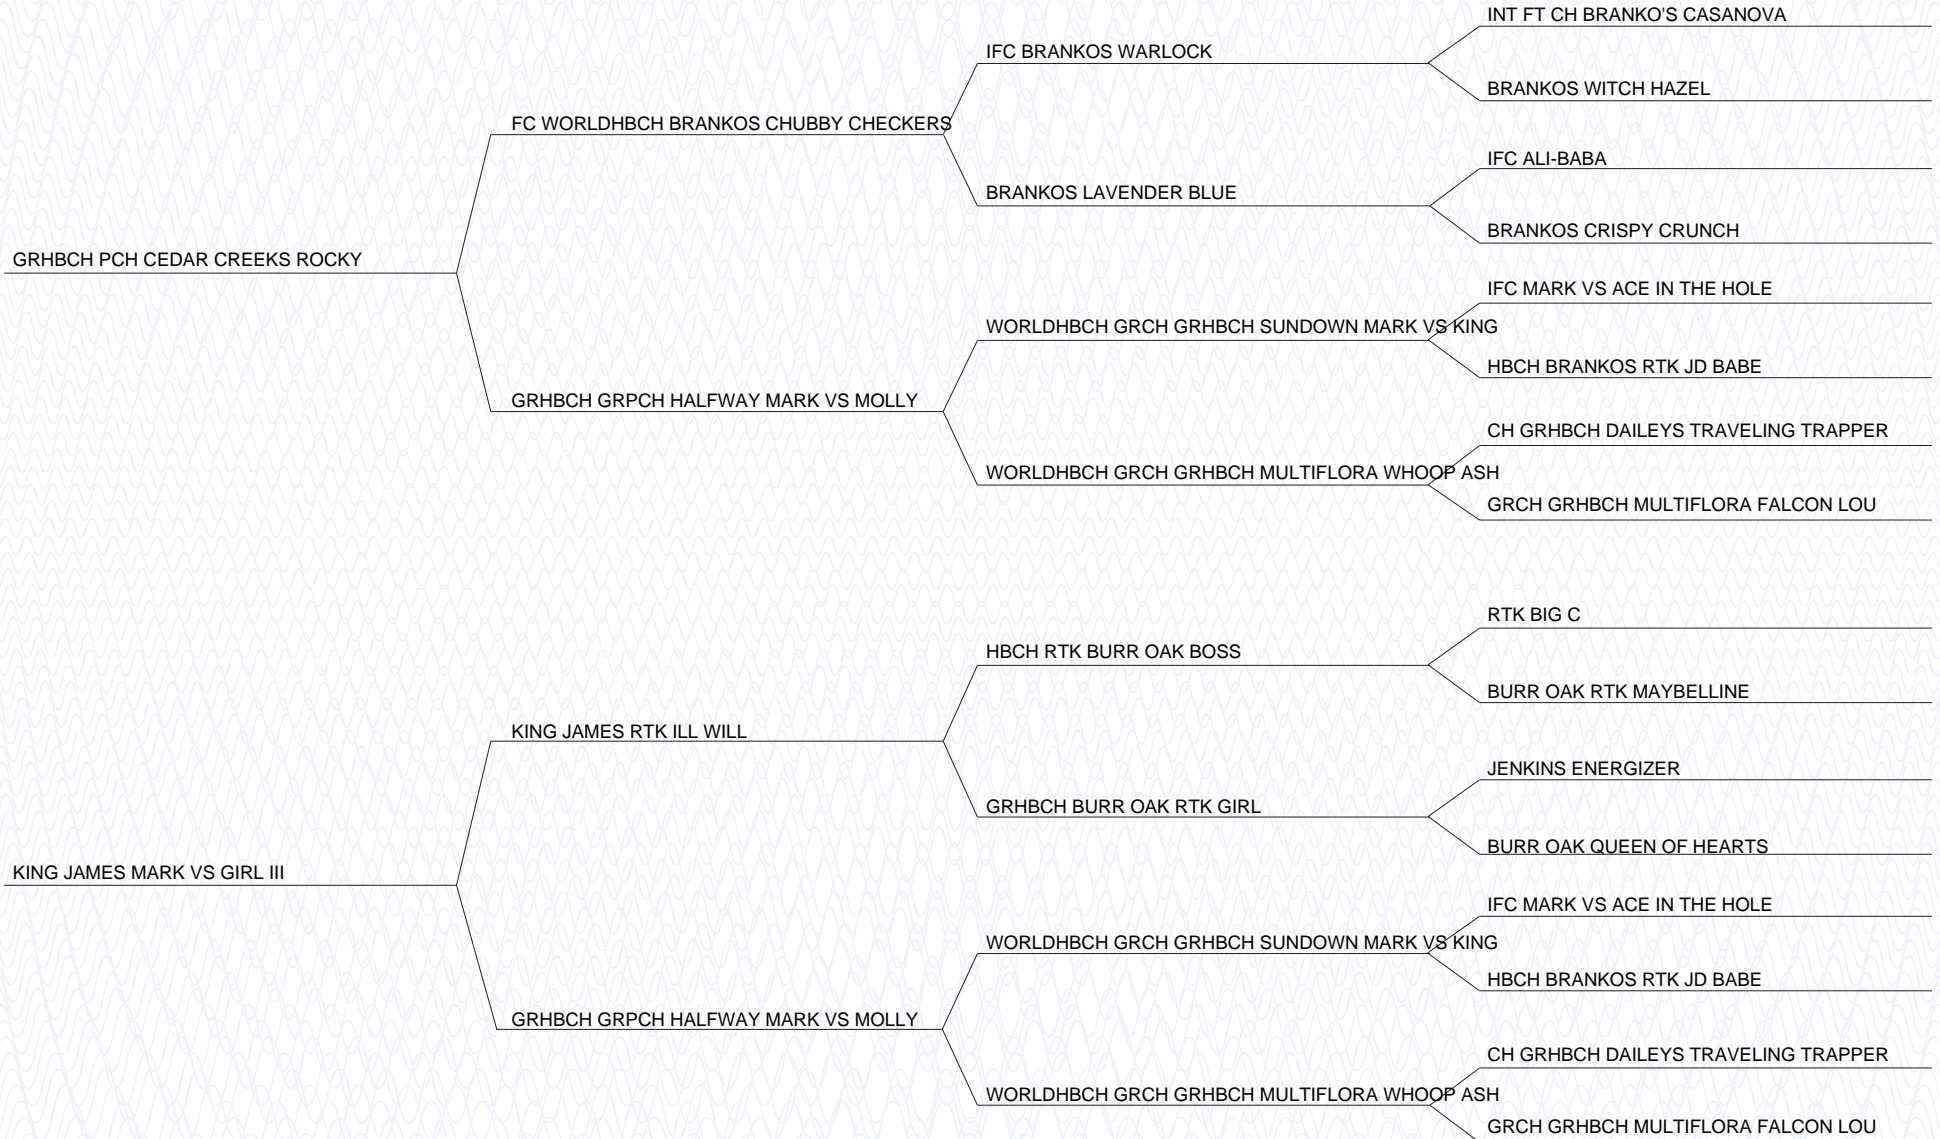 INT FT CH BRANKO'S CASANOVA
IFC BRANKOS WARLOCK
BRANKOS WITCH HAZEL
FC WORLDHBCH BRANKOS CHUBBY CHECKERS
IFC ALI-BABA
BRANKOS LAVENDER BLUE
BRANKOS CRISPY CRUNCH
GRHBCH PCH CEDAR CREEKS ROCKY
IFC MARK VS ACE IN THE HOLE
WORLDHBCH GRCH GRHBCH SUNDOWN MARK VS KING
HBCH BRANKOS RTK JD BABE
GRHBCH GRPCH HALFWAY MARK VS MOLLY
CH GRHBCH DAILEYS TRAVELING TRAPPER
WORLDHBCH GRCH GRHBCH MULTIFLORA WHOOP ASH
GRCH GRHBCH MULTIFLORA FALCON LOU
RTK BIG C
HBCH RTK BURR OAK BOSS
BURR OAK RTK MAYBELLINE
KING JAMES RTK ILL WILL
JENKINS ENERGIZER
GRHBCH BURR OAK RTK GIRL
BURR OAK QUEEN OF HEARTS
KING JAMES MARK VS GIRL III
IFC MARK VS ACE IN THE HOLE
WORLDHBCH GRCH GRHBCH SUNDOWN MARK VS KING
HBCH BRANKOS RTK JD BABE
GRHBCH GRPCH HALFWAY MARK VS MOLLY
CH GRHBCH DAILEYS TRAVELING TRAPPER
WORLDHBCH GRCH GRHBCH MULTIFLORA WHOOP ASH
GRCH GRHBCH MULTIFLORA FALCON LOU